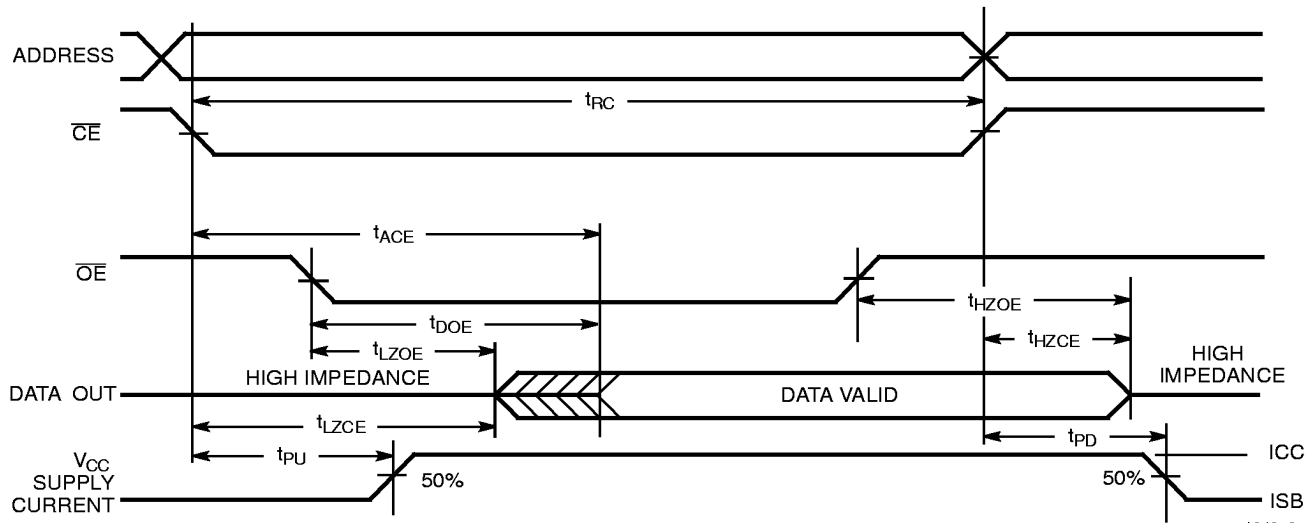 ADDRESS
tRC
CE
tACE
OE
tHZOE
tDOE
tHZCE
tLZOE
HIGH IMPEDANCE
HIGH
IMPEDANCE
DATA OUT
DATA VALID
tLZCE
tPU
tPD
VCC
SUPPLY
CURRENT
50%
50%
ICC
ISB